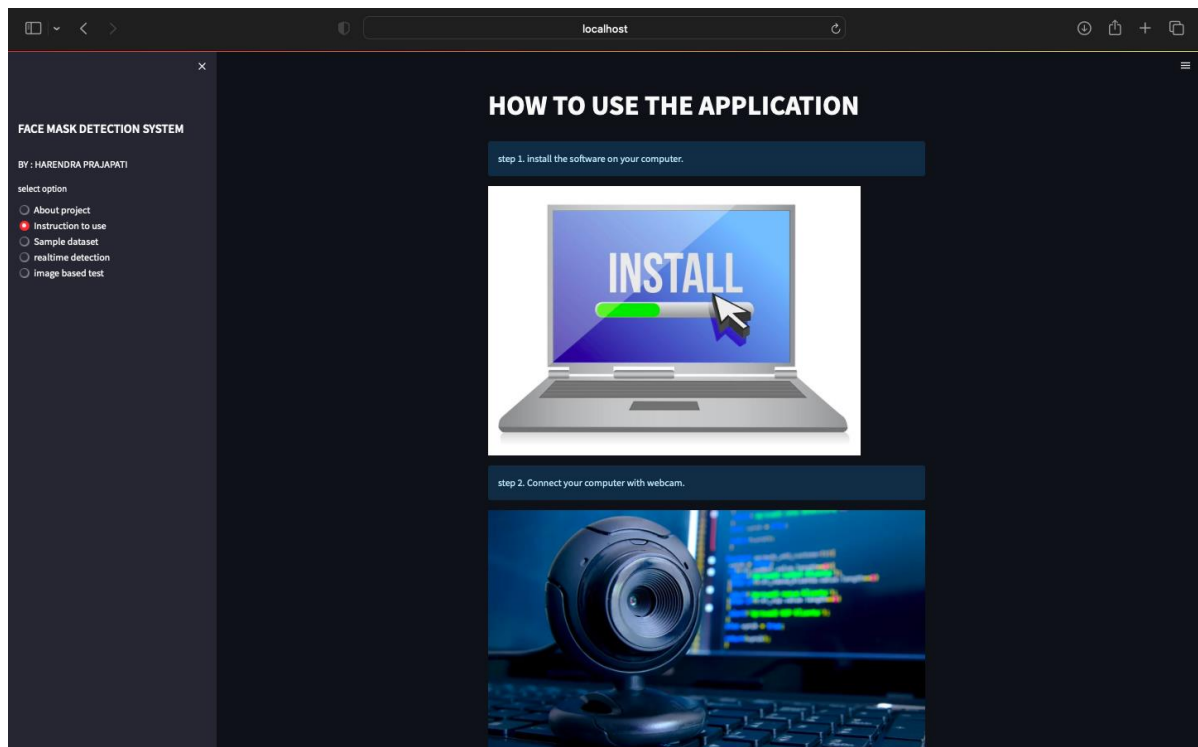 localhost
FACE MASK DETECTION SYSTEM
BY : HARENDRA PRAJAPATI
select option
About project
Instruction to use
Sample dataset
realtime detection
image based test
HOW TO USE THE APPLICATION
step 1. install the software on your computer.
INSTALL
step 2. Connect your computer with webcam.